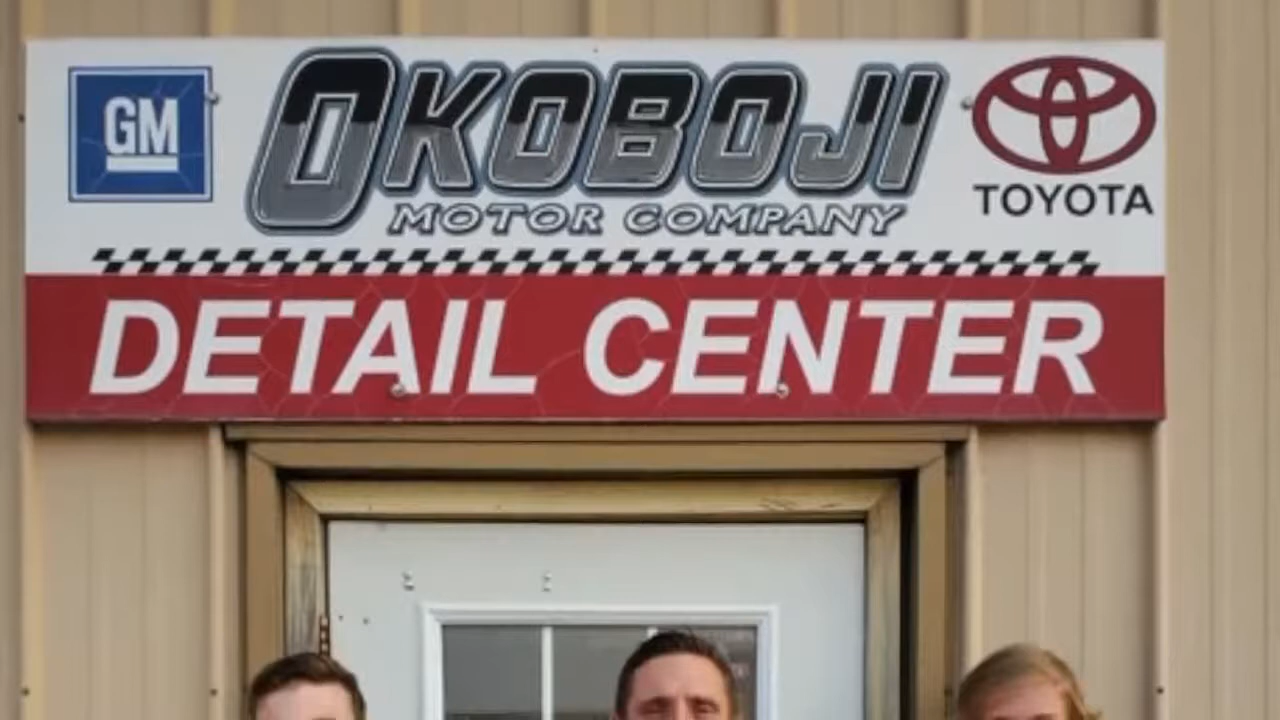 GM
OKOBOJI
MOTOR COMPANY
TOYOTA
DETAIL CENTER